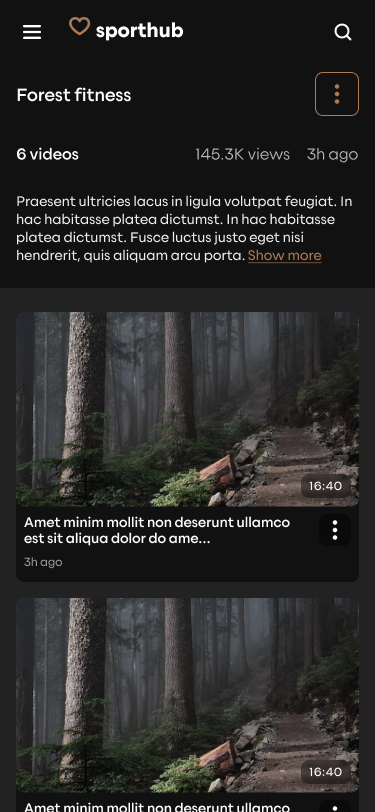 sporthub
Forest fitness
6 videos 145.3K views 3h ago
Praesent ultricies lacus in ligula volutpat feugiat. In
hac habitasse platea dictumst. In hac habitasse
platea dictumst. Fusce luctus justo eget nisi
hendrerit, quis aliquam arcu porta. Show more
16:40
Amet minim mollit non deserunt ullamco
est sit aliqua dolor do ame...
3h ago
16:40
Amet minim mollit non deserunt ullamco